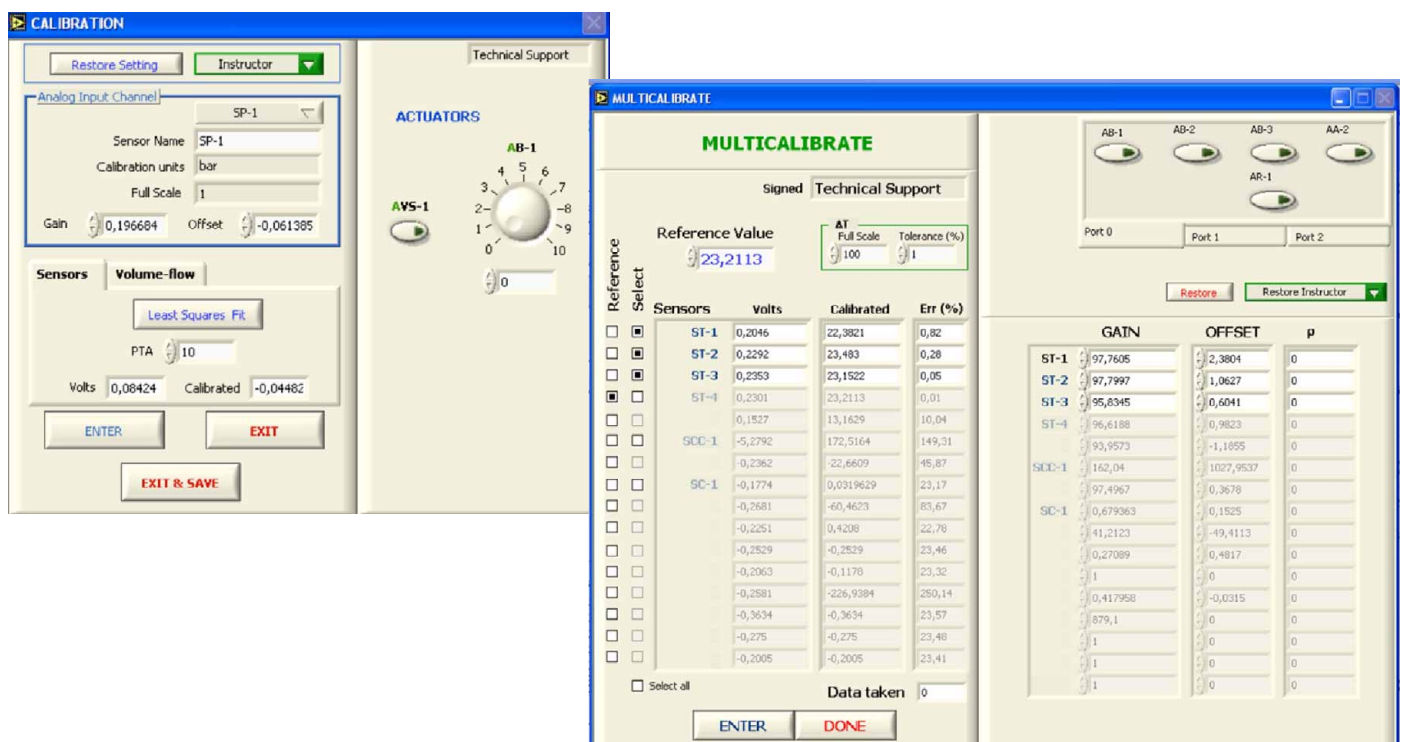 CALIBRATION
Restore Setting Instructor
Technical Support
Analog Input Channel
SP-1
Sensor Name SP-1
Calibration units bar
Full Scale 1
Gain 0,196684 Offset -0,061385
Sensors Volume-flow
Least Squares Fit
PTA 10
Volts 0,08424 Calibrated -0,04482
ENTER EXIT
EXIT & SAVE
ACTUATORS
AB-1
AVS-1
0 1 2 3 4 5 6 7 8 9 10
0
MULTICALIBRATE
MULTICALIBRATE
Signed Technical Support
Reference Value
23,2113
ΔT
Full Scale Tolerance (%)
100 1
Reference Select
Sensors Volts Calibrated Err (%)
ST-1 0,2046 22,3821 0,82
ST-2 0,2292 23,483 0,28
ST-3 0,2353 23,1522 0,05
ST-4 0,2301 23,2113 0,01
0,1527 13,1629 10,04
SCC-1 -5,2792 172,5164 149,31
-0,2362 -22,6609 45,87
SC-1 -0,1774 0,0319629 23,17
-0,2681 -60,4623 83,67
-0,2251 0,4208 22,78
-0,2529 -0,2529 23,46
-0,2063 -0,1178 23,32
-0,2581 -226,9384 250,14
-0,3634 -0,3634 23,57
-0,275 -0,275 23,48
-0,2005 -0,2005 23,41
Select all
Data taken 0
ENTER DONE
AB-1 AB-2 AB-3 AA-2
AR-1
Port 0 Port 1 Port 2
Restore Restore Instructor
GAIN OFFSET ρ
ST-1 97,7605 2,3804 0
ST-2 97,7997 1,0627 0
ST-3 95,8345 0,6041 0
ST-4 96,6188 0,9823 0
93,9573 -1,1855 0
SCC-1 162,04 1027,9537 0
97,4967 0,3678 0
SC-1 0,679363 0,1525 0
41,2123 -49,4113 0
0,27089 0,4817 0
1 0 0
0,417958 -0,0315 0
879,1 0 0
1 0 0
1 0 0
1 0 0